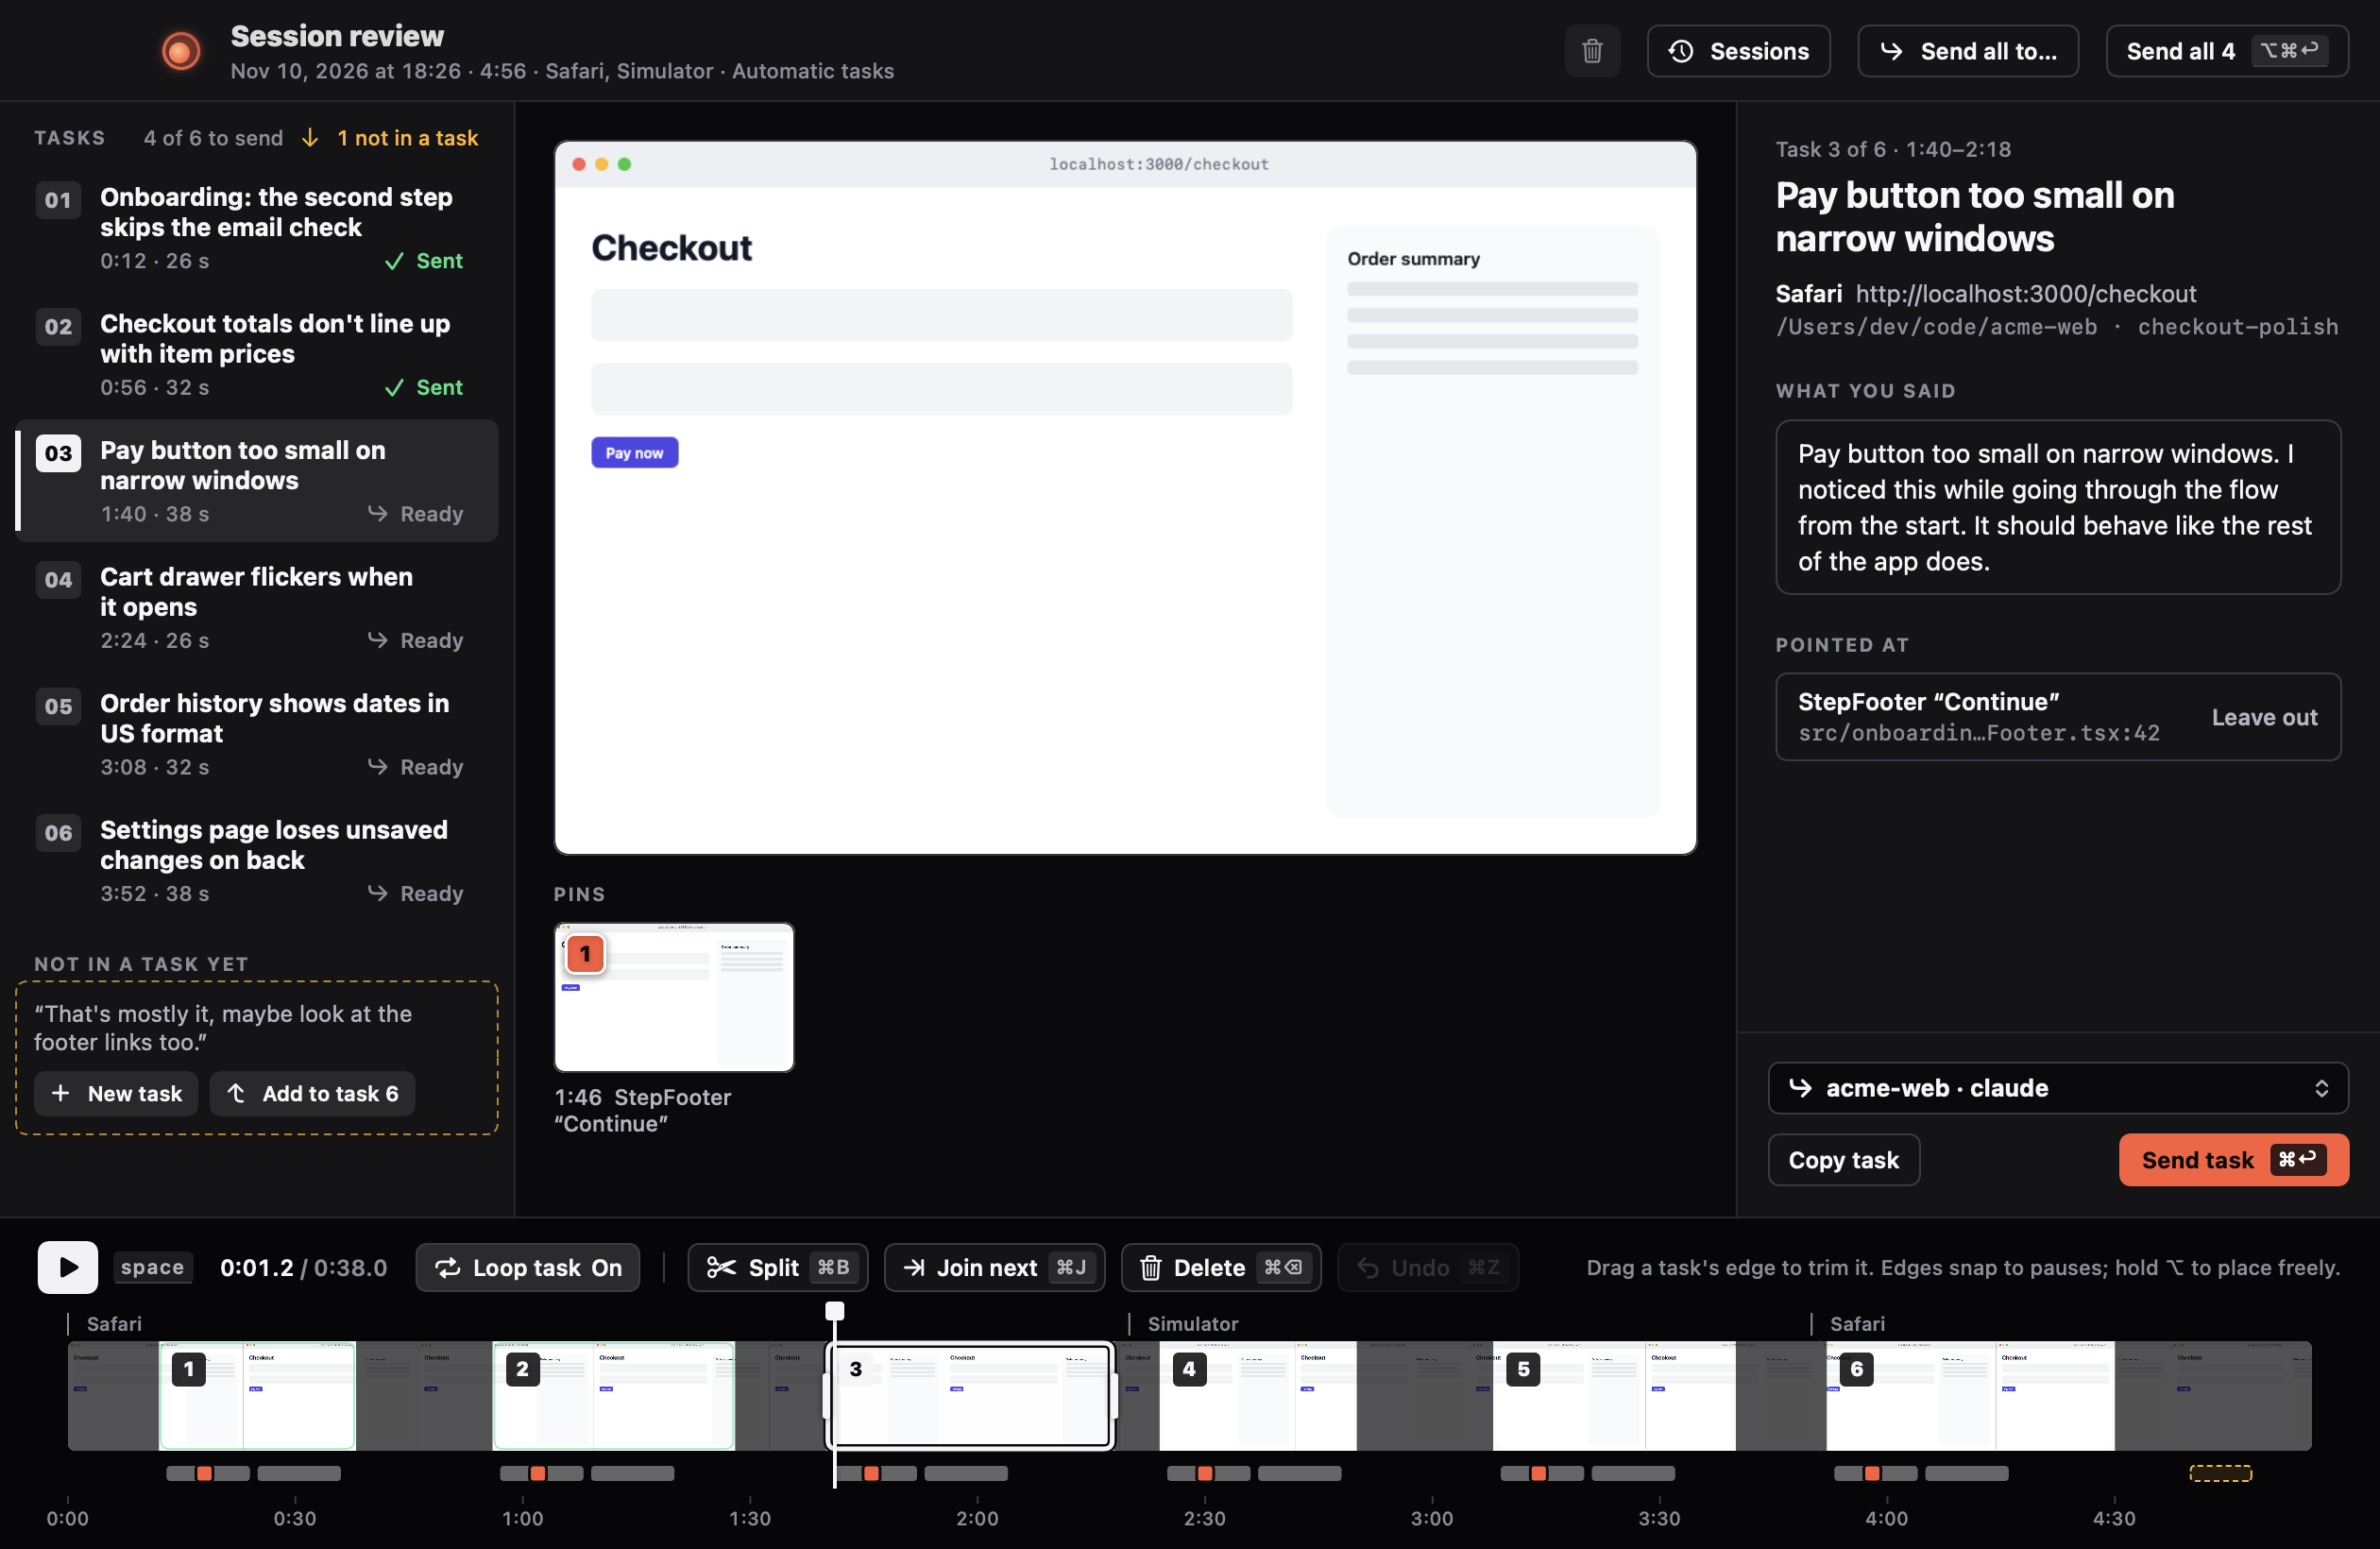 Session review
Nov 10, 2026 at 18:26 · 4:56 · Safari, Simulator · Automatic tasks
Sessions
Send all to...
Send all 4 ⌥⌘↩
TASKS 4 of 6 to send ↓ 1 not in a task
01 Onboarding: the second step
skips the email check
0:12 · 26 s ✓ Sent
02 Checkout totals don't line up
with item prices
0:56 · 32 s ✓ Sent
03 Pay button too small on
narrow windows
1:40 · 38 s Ready
04 Cart drawer flickers when
it opens
2:24 · 26 s Ready
05 Order history shows dates in
US format
3:08 · 32 s Ready
06 Settings page loses unsaved
changes on back
3:52 · 38 s Ready
NOT IN A TASK YET
“That's mostly it, maybe look at the
footer links too.”
+ New task
Add to task 6
localhost:3000/checkout
Checkout
Order summary
Pay now
PINS
1
1:46 StepFooter
“Continue”
Task 3 of 6 · 1:40–2:18
Pay button too small on
narrow windows
Safari http://localhost:3000/checkout
/Users/dev/code/acme-web · checkout-polish
WHAT YOU SAID
Pay button too small on narrow windows. I
noticed this while going through the flow
from the start. It should behave like the rest
of the app does.
POINTED AT
StepFooter “Continue”
src/onboardin…Footer.tsx:42
Leave out
acme-web · claude
Copy task
Send task ⌘↩
space
0:01.2 / 0:38.0
Loop task On
Split ⌘B
Join next ⌘J
Delete ⌘⌫
Undo ⌘Z
Drag a task's edge to trim it. Edges snap to pauses; hold ⌥ to place freely.
Safari
Simulator
Safari
1
2
3
4
5
6
0:00
0:30
1:00
1:30
2:00
2:30
3:00
3:30
4:00
4:30